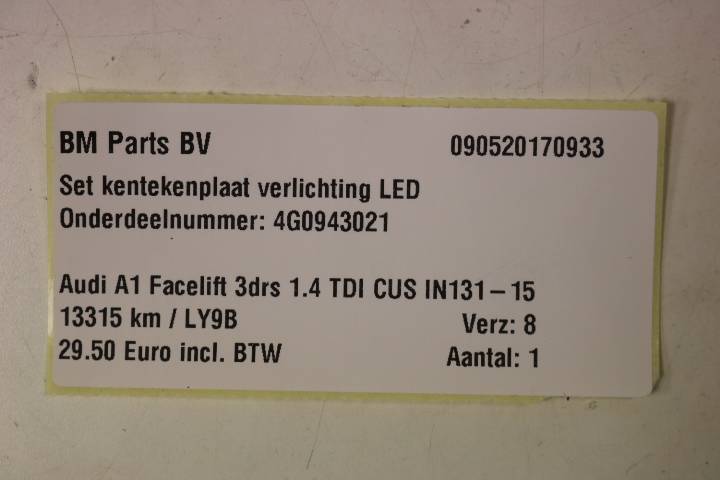 BM Parts BV 090520170933
Set kentekenplaat verlichting LED
Onderdeelnummer: 4G0943021
Audi A1 Facelift 3drs 1.4 TDI CUS IN131-15
13315 km / LY9B Verz: 8
29.50 Euro incl. BTW Aantal: 1